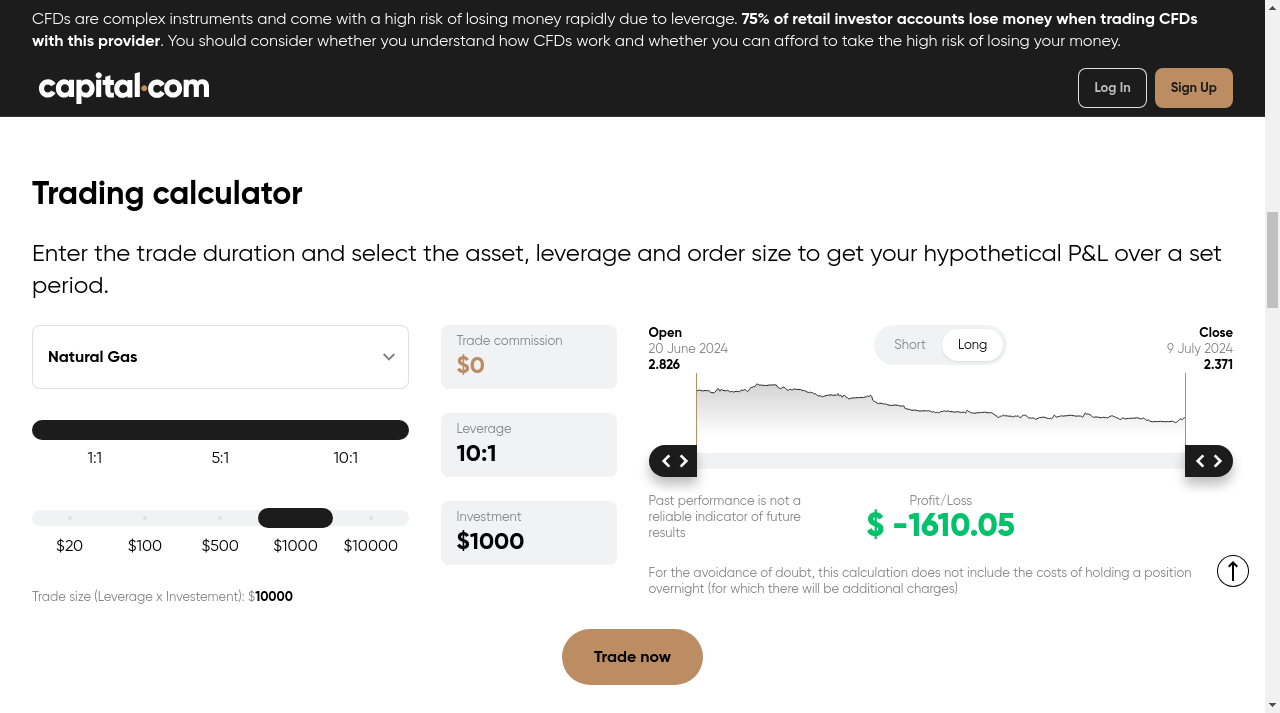 CFDs are complex instruments and come with a high risk of losing money rapidly due to leverage. 75% of retail investor accounts lose money when trading CFDs
with this provider. You should consider whether you understand how CFDs work and whether you can afford to take the high risk of losing your money.
capital.com
Log In
Sign Up
Trading calculator
Enter the trade duration and select the asset, leverage and order size to get your hypothetical P&L over a set
period.
Natural Gas
1:1
5:1
10:1
$20
$100
$500
$1000
$10000
Trade size (Leverage x Investement): $10000
Trade commission
$0
Leverage
10:1
Investment
$1000
Open
20 June 2024
2.826
Short
Long
Close
9 July 2024
2.371
Past performance is not a
reliable indicator of future
results
Profit/Loss
$ -1610.05
For the avoidance of doubt, this calculation does not include the costs of holding a position
overnight (for which there will be additional charges)
Trade now